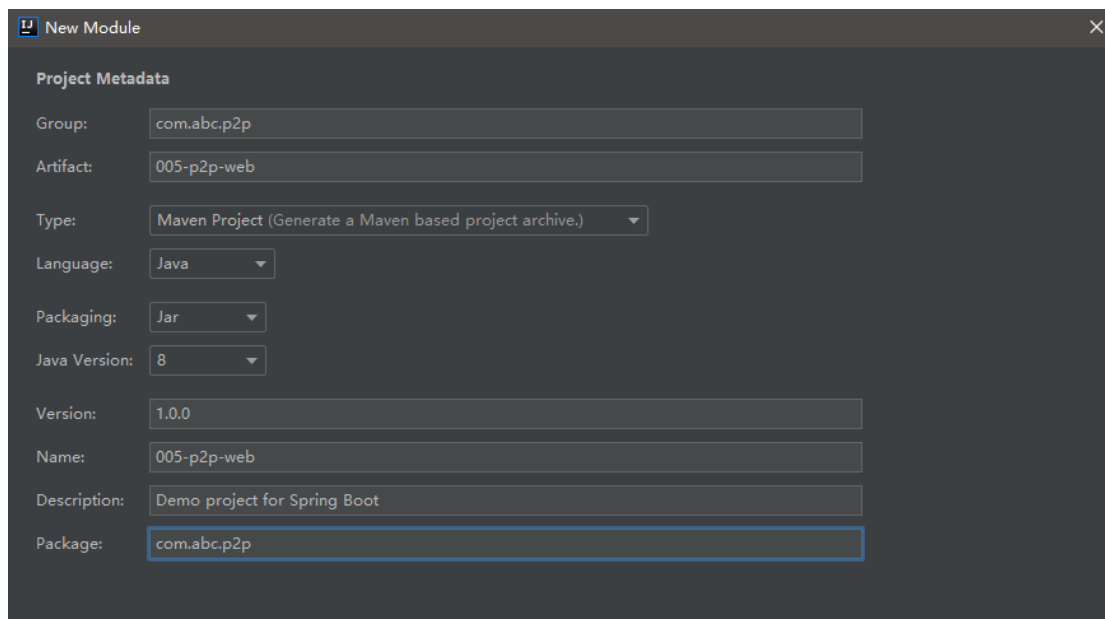 IJ New Module
Project Metadata
Group: com.abc.p2p
Artifact: 005-p2p-web
Type: Maven Project (Generate a Maven based project archive.)
Language: Java
Packaging: Jar
Java Version: 8
Version: 1.0.0
Name: 005-p2p-web
Description: Demo project for Spring Boot
Package: com.abc.p2p